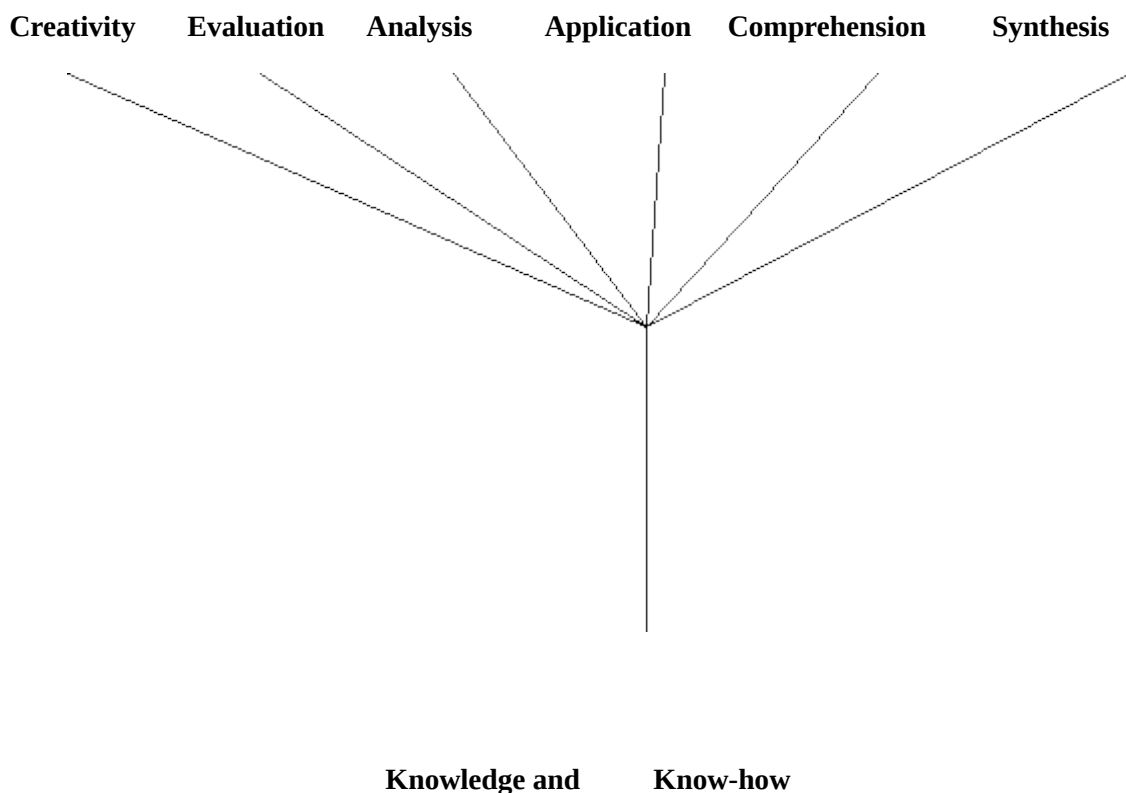 Creativity Evaluation Analysis Application Comprehension Synthesis
Knowledge and Know-how